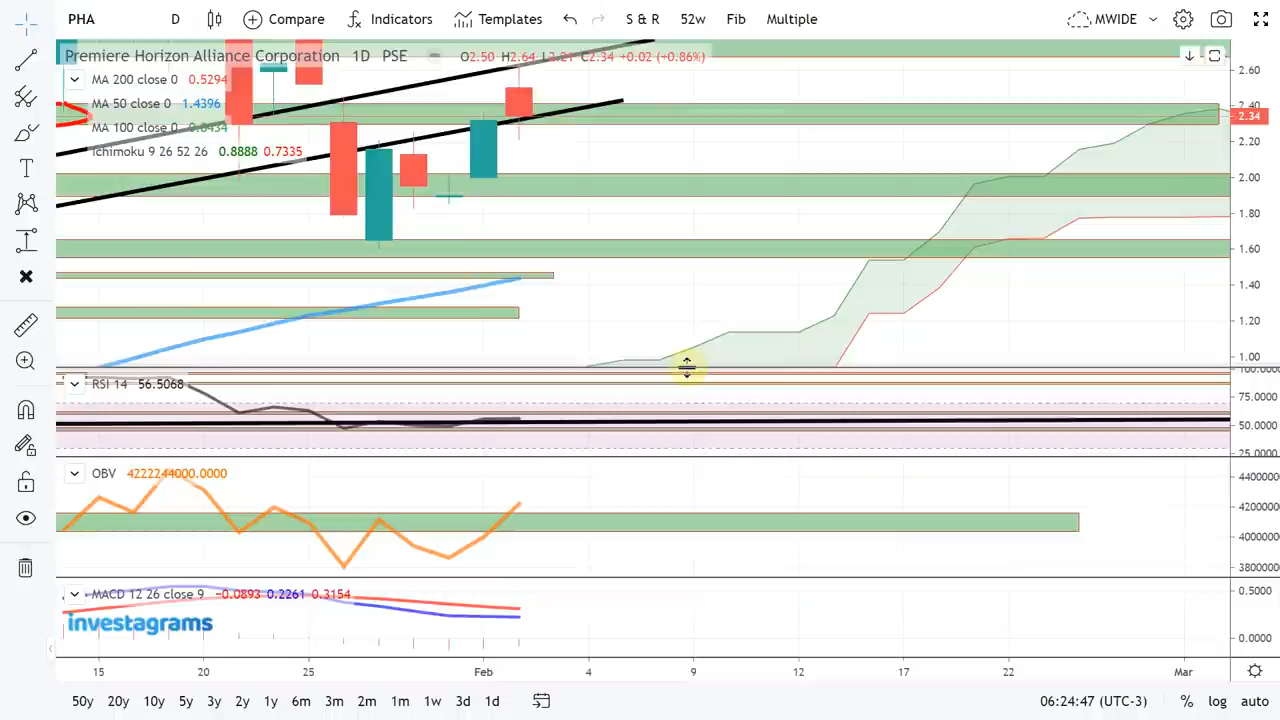 PHA D Compare Indicators Templates S & R 52w Fib Multiple MWIDE
Premiere Horizon Alliance Corporation 1D PSE O2.50 H2.64 L2.21 C2.34 +0.02 (+0.86%)
MA 200 close 0 0.5294
MA 50 close 0 1.4396
MA 100 close 0 0.8434
Ichimoku 9 26 52 26 0.8888 0.7335
2.60
2.40
2.34
2.20
2.00
1.80
1.60
1.40
1.20
1.00
RSI 14 56.5068
100.0000
75.0000
50.0000
25.0000
OBV 4222244000.0000
4400000
4200000
4000000
3800000
MACD 12 26 close 9 −0.0893 0.2261 0.3154
0.5000
0.0000
investagrams
15 20 25 Feb 4 9 12 17 22 Mar
50y 20y 10y 5y 3y 2y 1y 6m 3m 2m 1m 1w 3d 1d 06:24:47 (UTC-3) % log auto